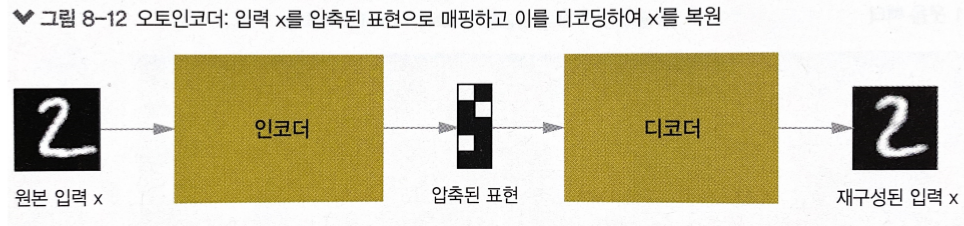 그림 8-12 오토인코더: 입력 x를 압축된 표현으로 매핑하고 이를 디코딩하여 x'를 복원
2
인코더
디코더
2
원본 입력 x
압축된 표현
재구성된 입력 x